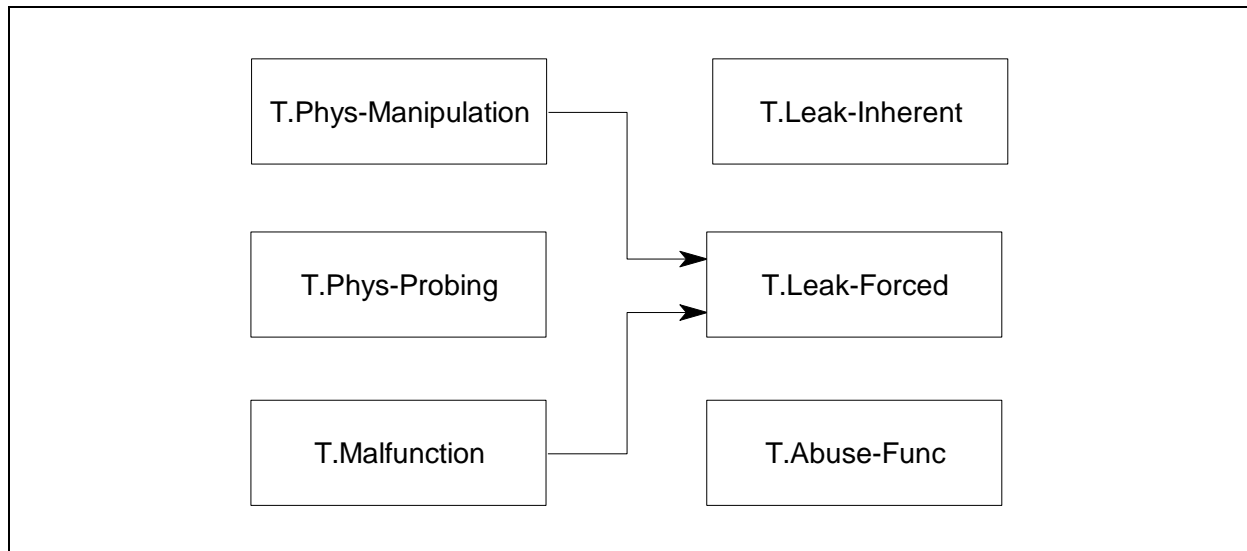 T.Phys-Manipulation
T.Leak-Inherent
T.Phys-Probing
T.Leak-Forced
T.Malfunction
T.Abuse-Func